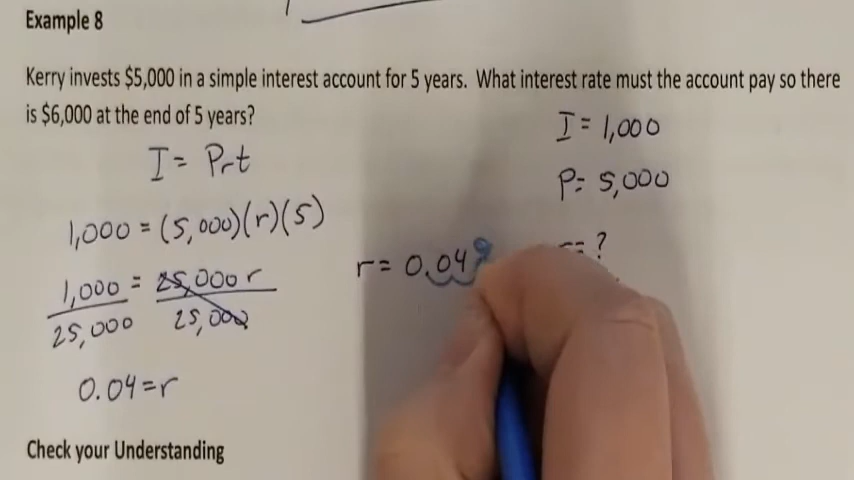 Example 8
Kerry invests $5,000 in a simple interest account for 5 years. What interest rate must the account pay so there
is $6,000 at the end of 5 years?
I = 1,000
I = Prt
P= 5,000
1,000 = (5,000)(r)(5)
r= ?
r= 0.04
1,000 = 25,000 r
25,000 25,000
0.04=r
Check your Understanding